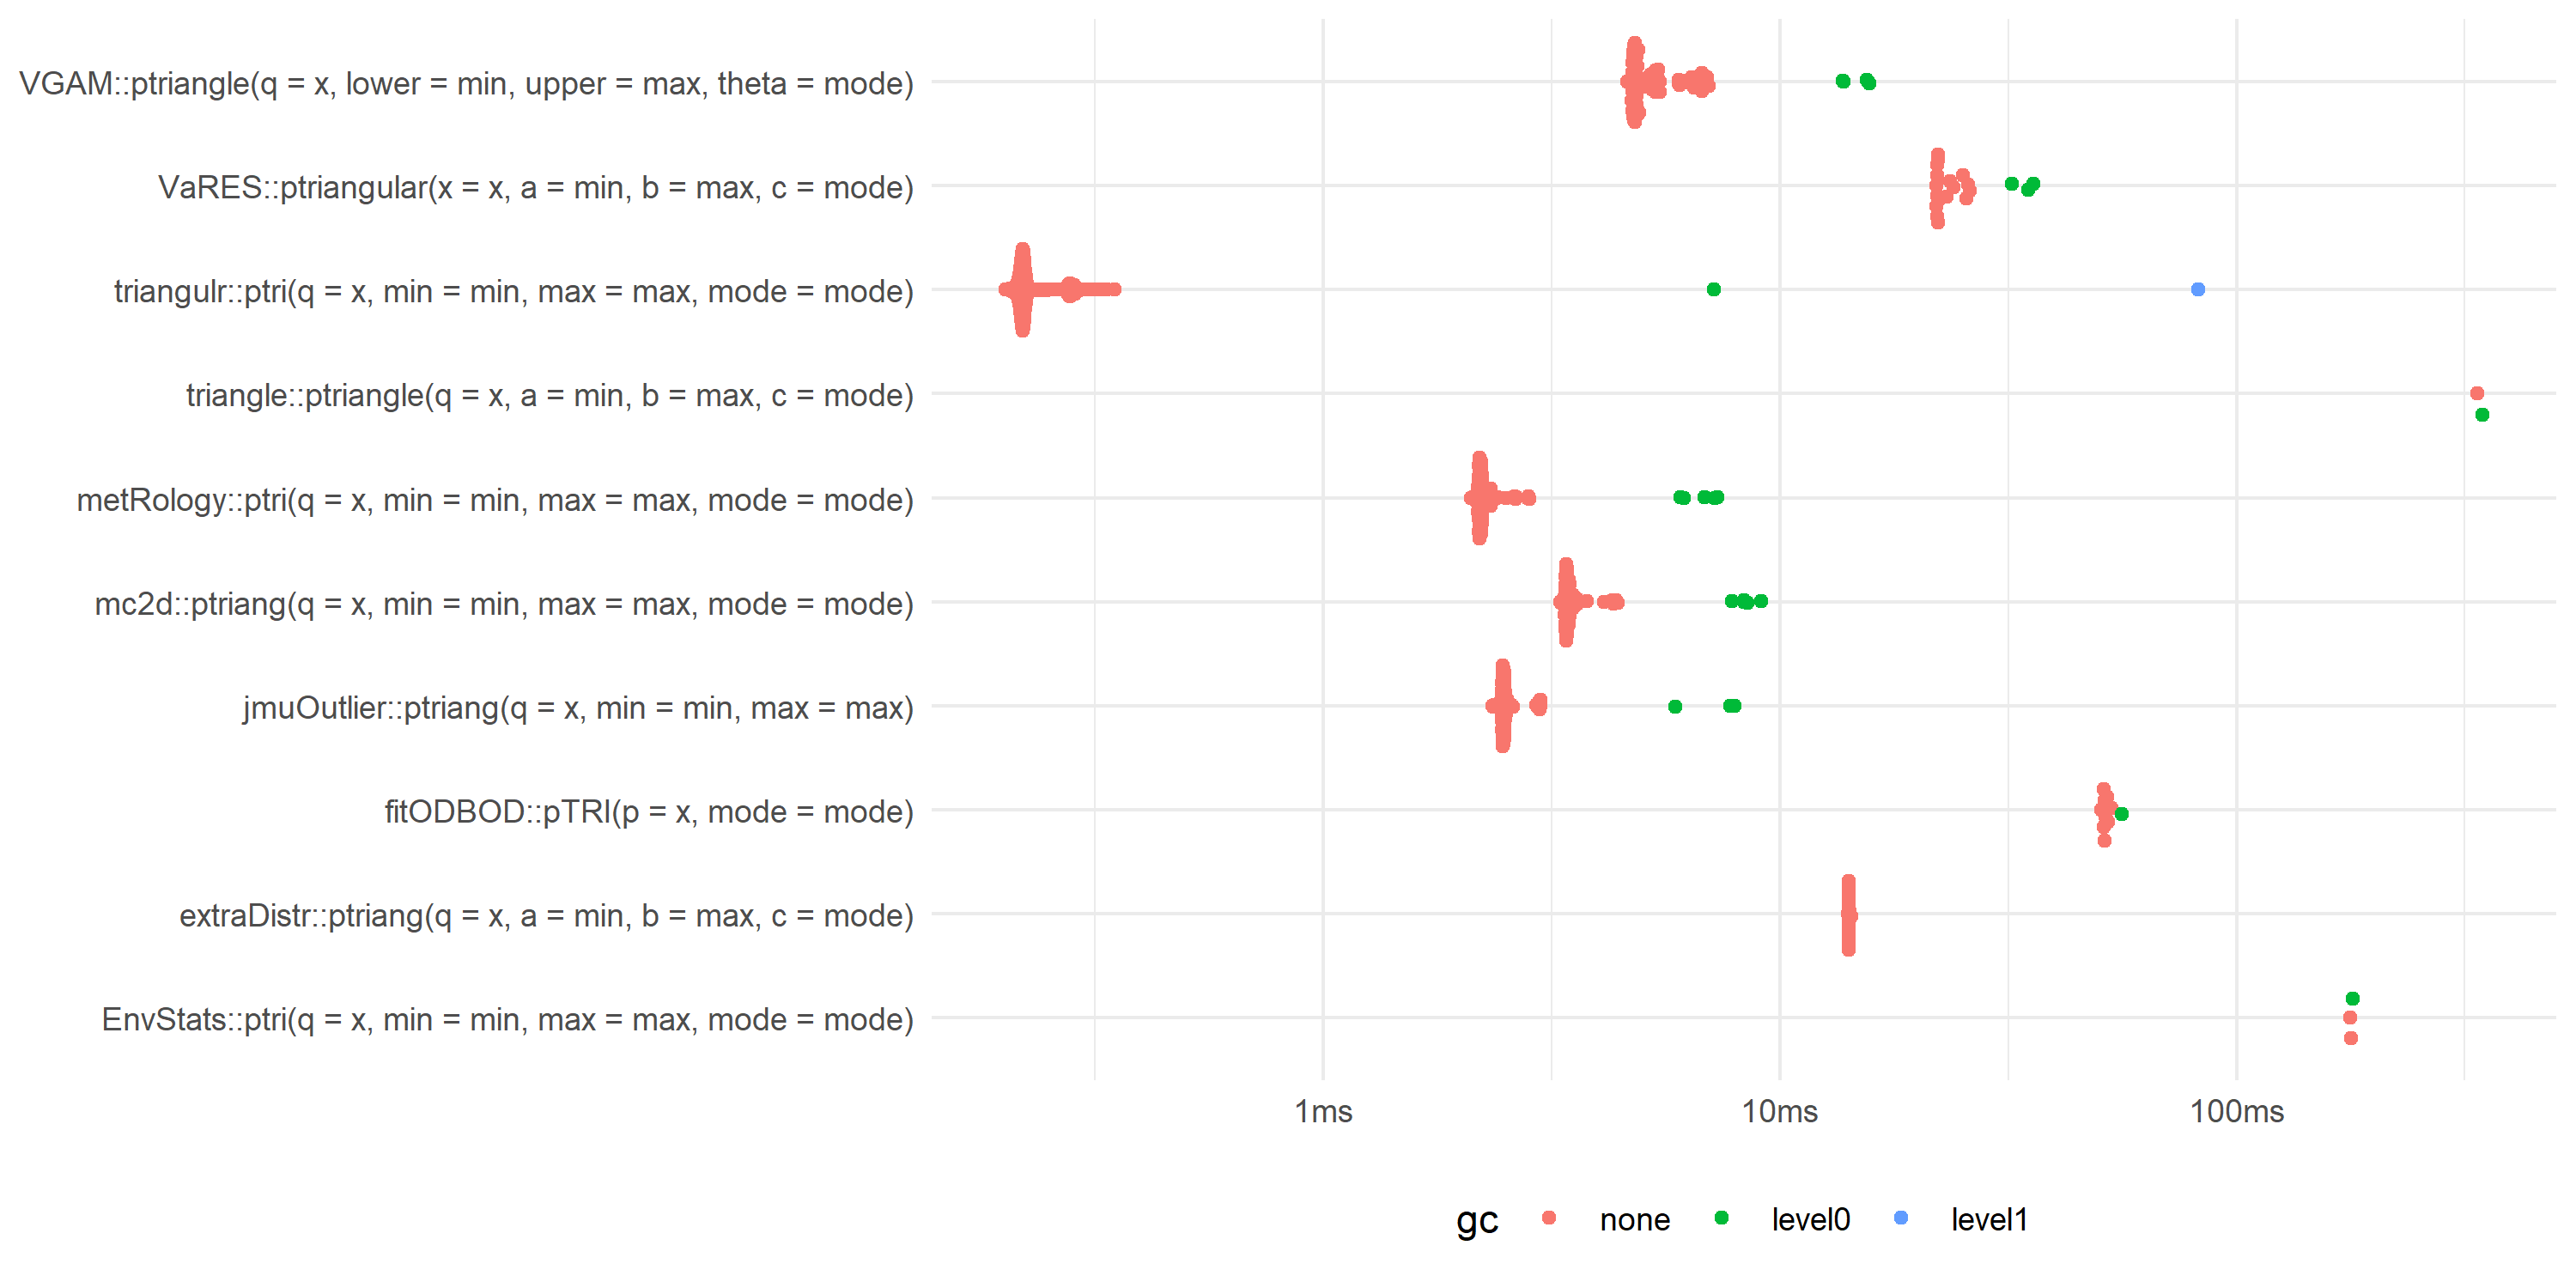 VGAM::ptriangle(q = x, lower = min, upper = max, theta = mode)
VaRES::ptriangular(x = x, a = min, b = max, c = mode)
triangulr::ptri(q = x, min = min, max = max, mode = mode)
triangle::ptriangle(q = x, a = min, b = max, c = mode)
metRology::ptri(q = x, min = min, max = max, mode = mode)
mc2d::ptriang(q = x, min = min, max = max, mode = mode)
jmuOutlier::ptriang(q = x, min = min, max = max)
fitODBOD::pTRI(p = x, mode = mode)
extraDistr::ptriang(q = x, a = min, b = max, c = mode)
EnvStats::ptri(q = x, min = min, max = max, mode = mode)
1ms 10ms 100ms
gc none level0 level1